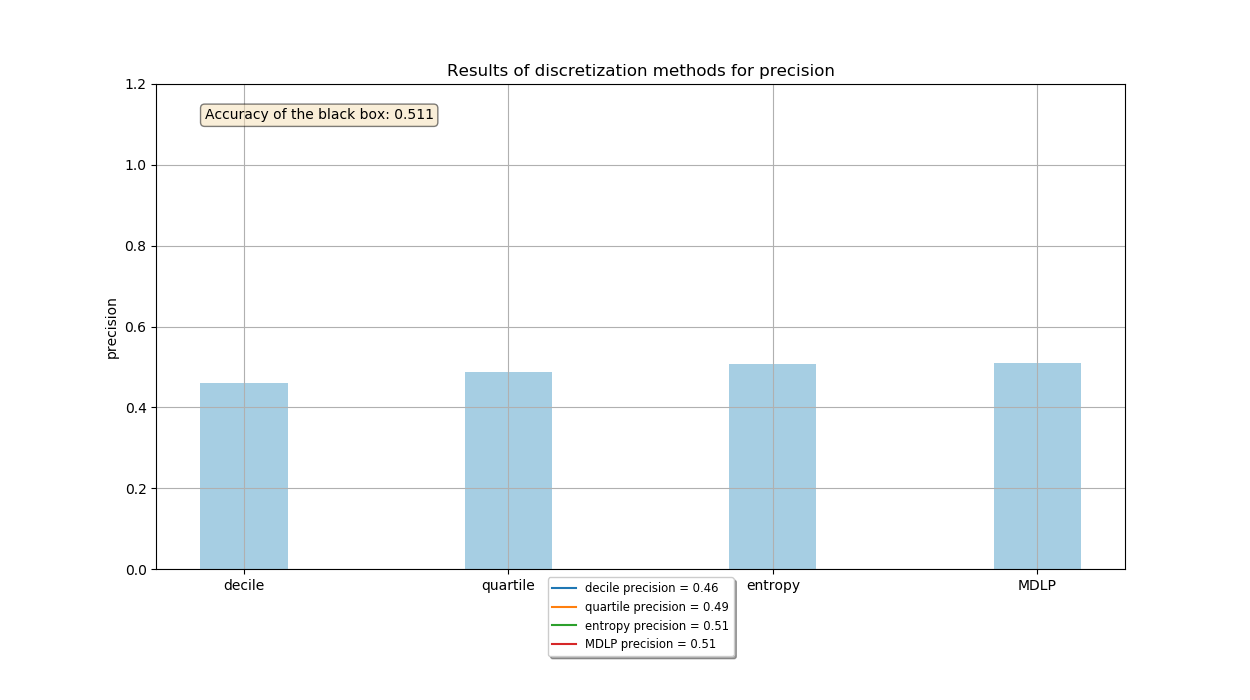 Results of discretization methods for precision
1.2
Accuracy of the black box: 0.511
1.0
0.8
precision
0.6
0.4
0.2
0.0
decile quartile entropy MDLP
decile precision = 0.46
quartile precision = 0.49
entropy precision = 0.51
MDLP precision = 0.51